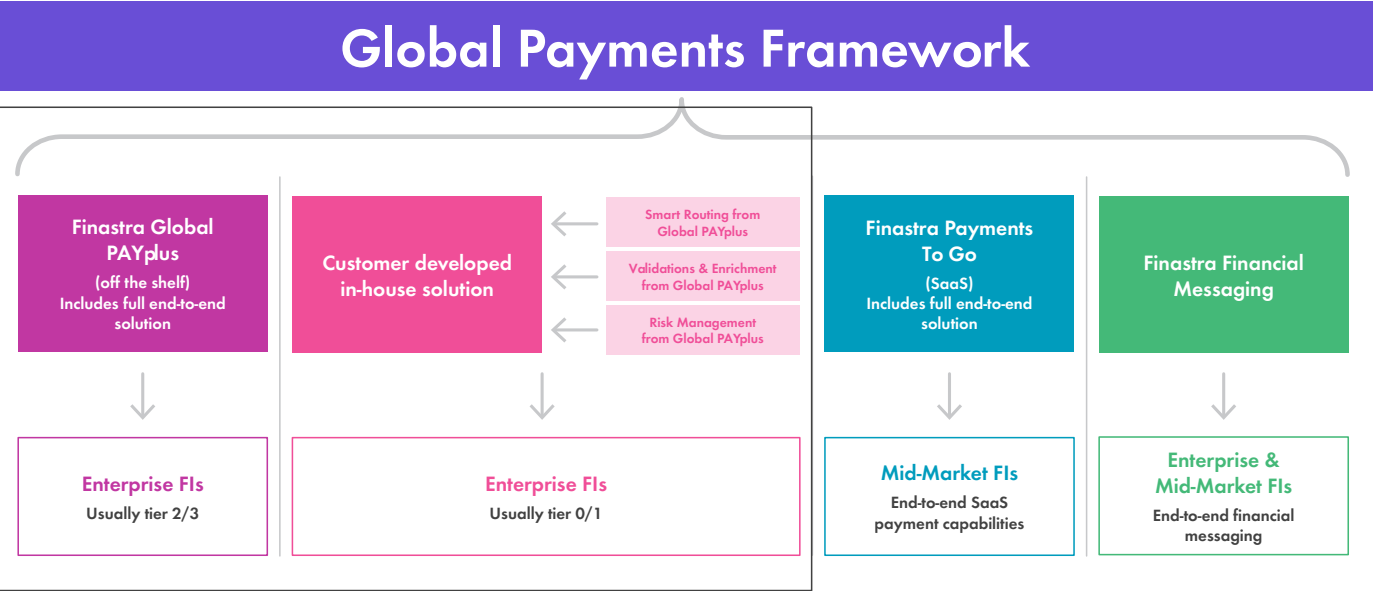 Global Payments Framework
Finastra Global
PAYplus
(off the shelf)
Includes full end-to-end
solution
Customer developed
in-house solution
Smart Routing from
Global PAYplus
Validations & Enrichment
from Global PAYplus
Risk Management
from Global PAYplus
Finastra Payments
To Go
(SaaS)
Includes full end-to-end
solution
Finastra Financial
Messaging
Enterprise FIs
Usually tier 2/3
Enterprise FIs
Usually tier 0/1
Mid-Market FIs
End-to-end SaaS
payment capabilities
Enterprise &
Mid-Market FIs
End-to-end financial
messaging